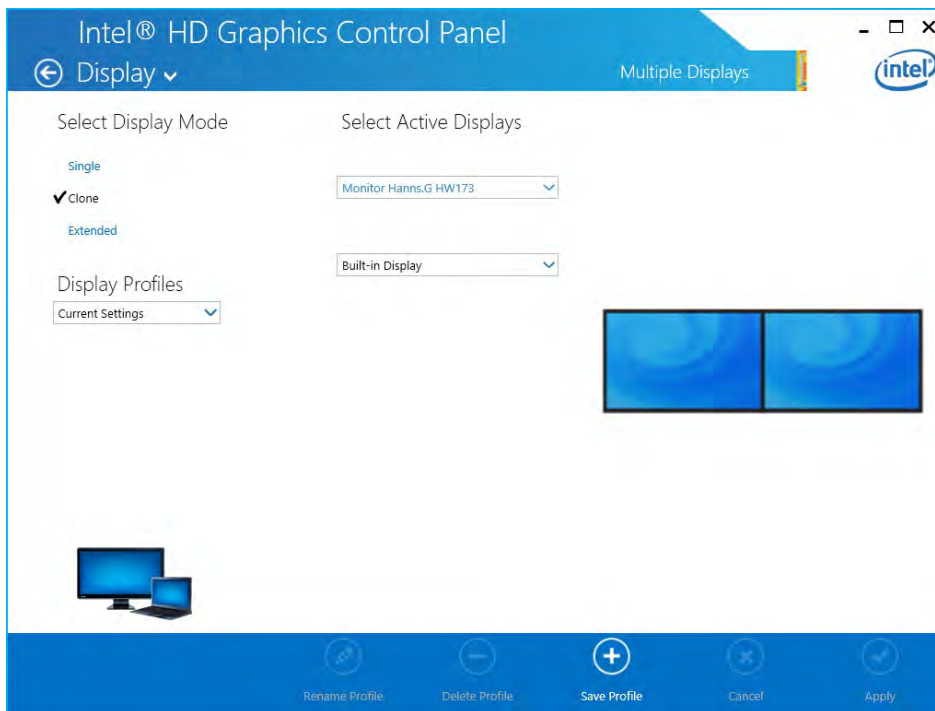 Intel® HD Graphics Control Panel
Display
Multiple Displays
intel
Select Display Mode
Single
Clone
Extended
Display Profiles
Current Settings
Select Active Displays
Monitor Hanns.G HW173
Built-in Display
Rename Profile
Delete Profile
Save Profile
Cancel
Apply